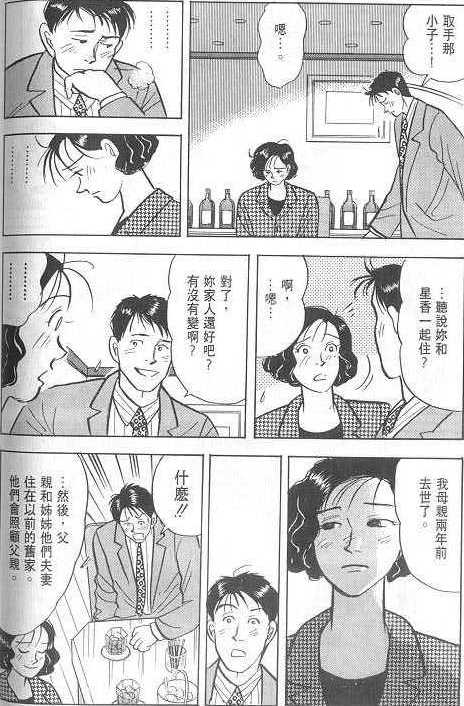 取手那
小子…！
嗯…。
………
………
…聽說妳和
星香一起住？
啊，
…嗯…
對了，
妳家人還好吧？
有沒有變啊？
………
我母親兩年前
去世了。
什麼!!
…然後，父
親和姊姊他們夫妻
住在以前的舊家。
他們會照顧父親。